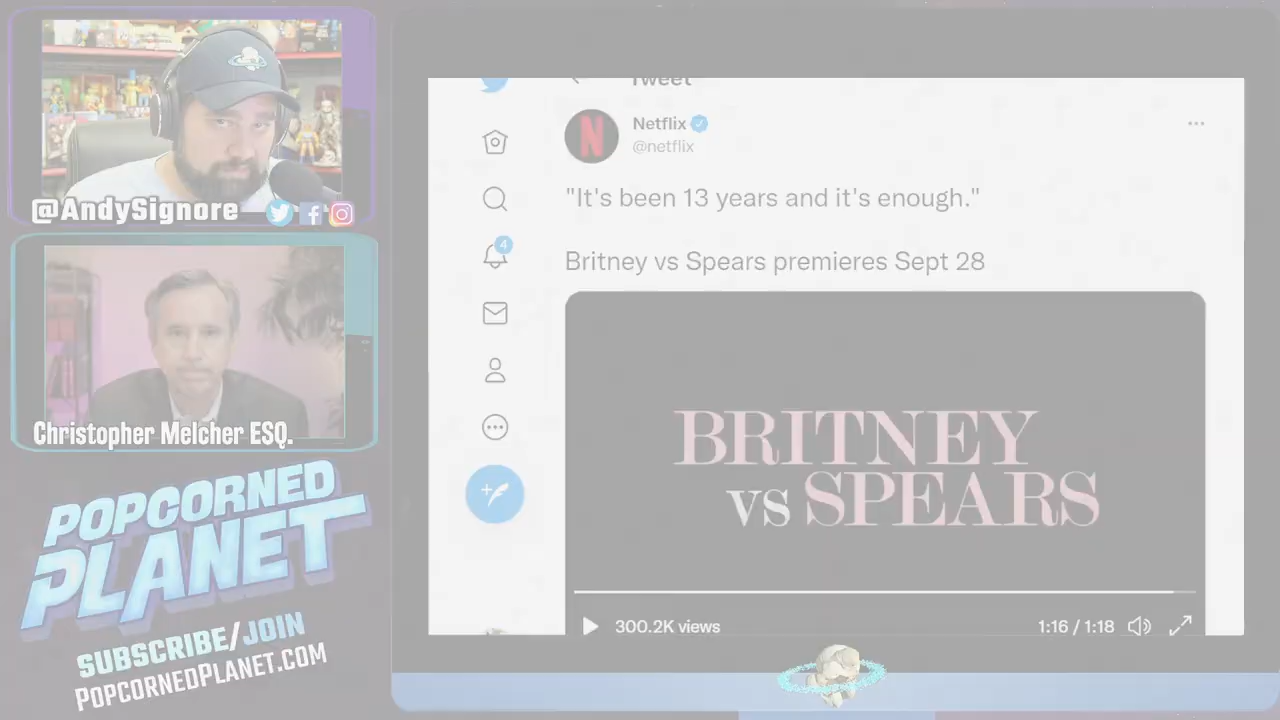 @AndySignore
Christopher Melcher ESQ.
POPCORNED
PLANET
SUBSCRIBE/JOIN
POPCORNEDPLANET.COM
Tweet
N
Netflix
@netflix
"It's been 13 years and it's enough."
4
Britney vs Spears premieres Sept 28
BRITNEY
VS SPEARS
300.2K views
1:16 / 1:18